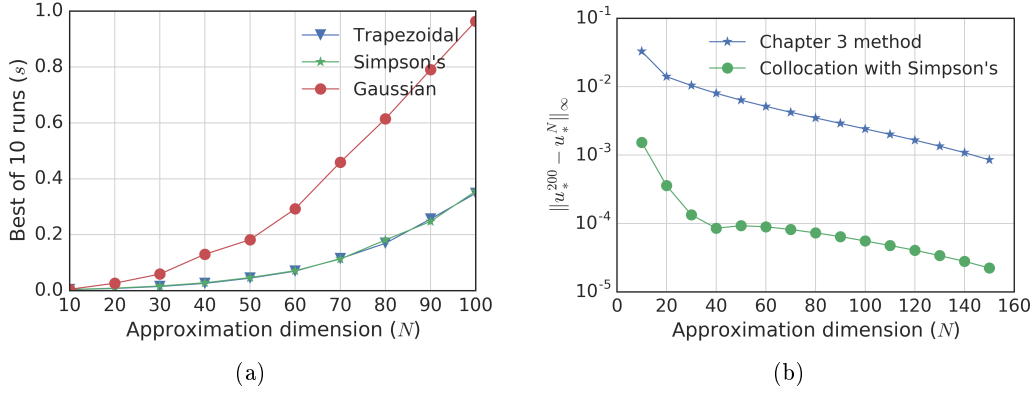 1.0
0.8
0.6
0.4
0.2
0.0
Best of 10 runs (s)
Trapezoidal
Simpson's
Gaussian
10 20 30 40 50 60 70 80 90 100
Approximation dimension (N)
(a)
10^-1
10^-2
10^-3
10^-4
10^-5
||u_*^200 − u_*^N||_∞
Chapter 3 method
Collocation with Simpson's
0 20 40 60 80 100 120 140 160
Approximation dimension (N)
(b)